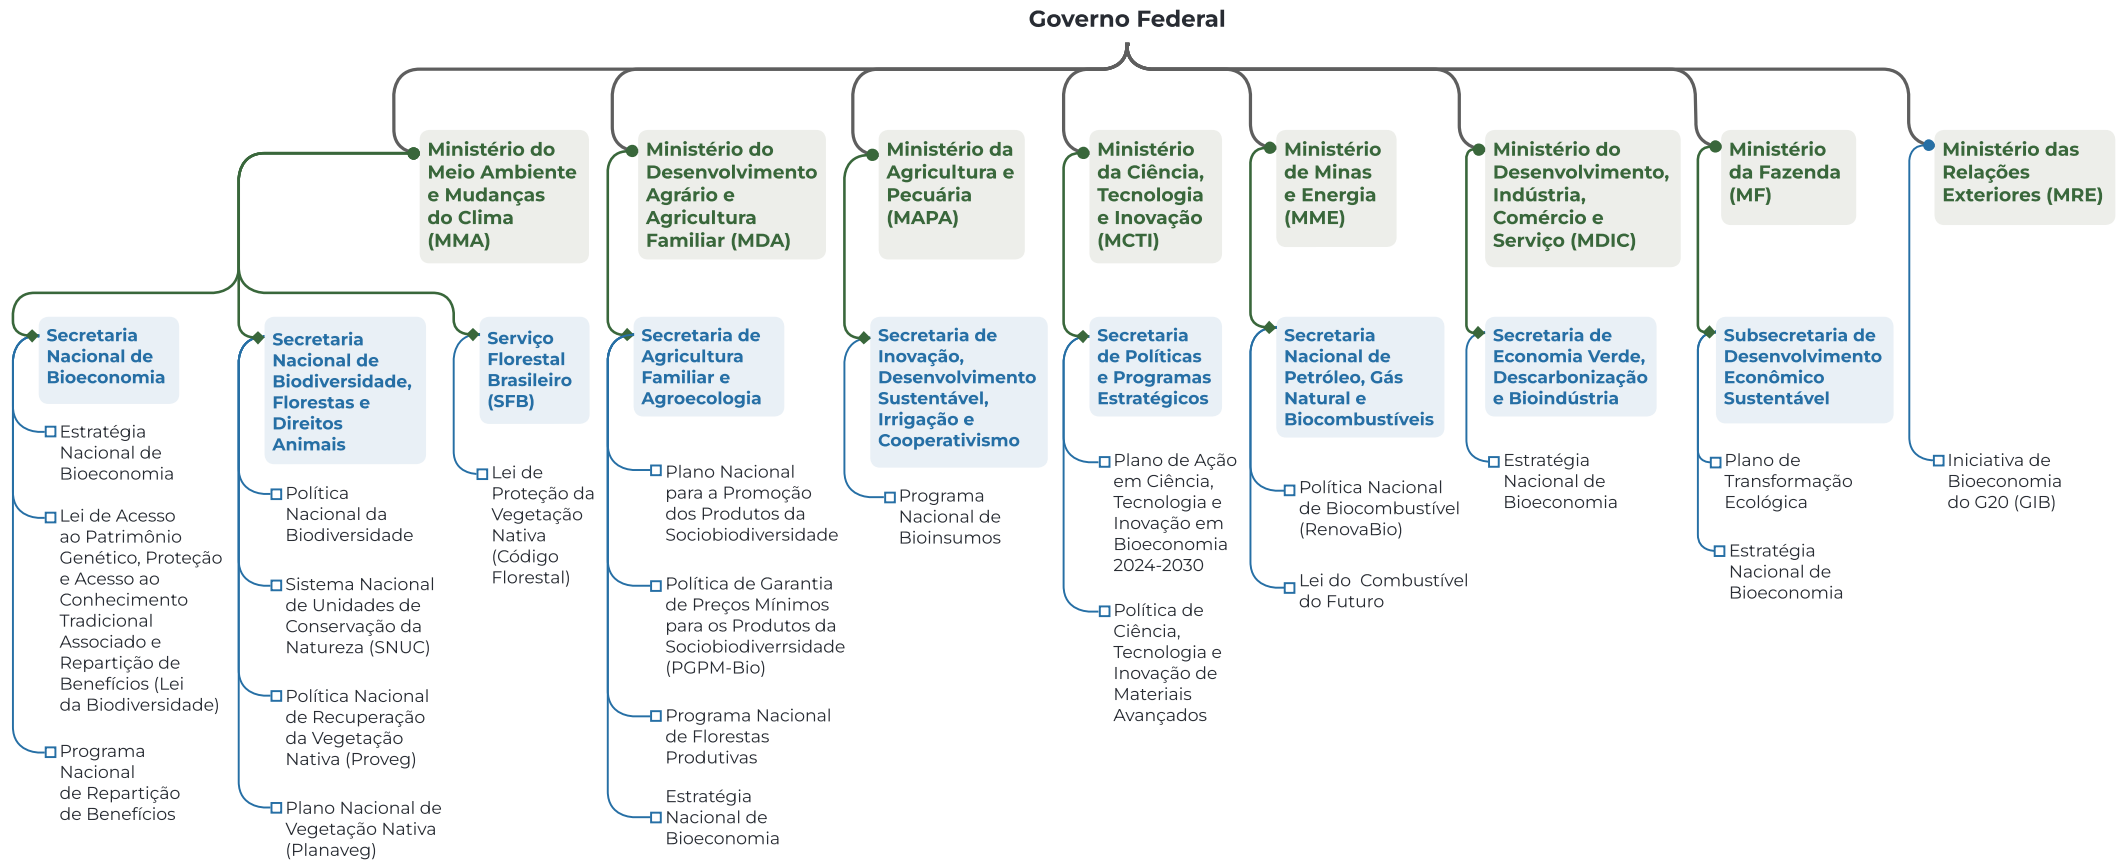 Governo Federal
Ministério do
Meio Ambiente
e Mudanças
do Clima
(MMA)
Ministério do
Desenvolvimento
Agrário e
Agricultura
Familiar (MDA)
Ministério da
Agricultura e
Pecuária
(MAPA)
Ministério
da Ciência,
Tecnologia
e Inovação
(MCTI)
Ministério
de Minas
e Energia
(MME)
Ministério do
Desenvolvimento,
Indústria,
Comércio e
Serviço (MDIC)
Ministério
da Fazenda
(MF)
Ministério das
Relações
Exteriores (MRE)
Secretaria
Nacional de
Bioeconomia
Estratégia
Nacional de
Bioeconomia
Lei de Acesso
ao Patrimônio
Genético, Proteção
e Acesso ao
Conhecimento
Tradicional
Associado e
Repartição de
Benefícios (Lei
da Biodiversidade)
Programa
Nacional
de Repartição
de Benefícios
Secretaria
Nacional de
Biodiversidade,
Florestas e
Direitos
Animais
Política
Nacional da
Biodiversidade
Sistema Nacional
de Unidades de
Conservação da
Natureza (SNUC)
Política Nacional
de Recuperação
da Vegetação
Nativa (Proveg)
Plano Nacional de
Vegetação Nativa
(Planaveg)
Serviço
Florestal
Brasileiro
(SFB)
Lei de
Proteção da
Vegetação
Nativa
(Código
Florestal)
Secretaria de
Agricultura
Familiar e
Agroecologia
Plano Nacional
para a Promoção
dos Produtos da
Sociobiodiversidade
Política de Garantia
de Preços Mínimos
para os Produtos da
Sociobiodiverrsidade
(PGPM-Bio)
Programa Nacional
de Florestas
Produtivas
Estratégia
Nacional de
Bioeconomia
Secretaria de
Inovação,
Desenvolvimento
Sustentável,
Irrigação e
Cooperativismo
Programa
Nacional de
Bioinsumos
Secretaria
de Políticas
e Programas
Estratégicos
Plano de Ação
em Ciência,
Tecnologia e
Inovação em
Bioeconomia
2024-2030
Política de
Ciência,
Tecnologia e
Inovação de
Materiais
Avançados
Secretaria
Nacional de
Petróleo, Gás
Natural e
Biocombustíveis
Política Nacional
de Biocombustível
(RenovaBio)
Lei do Combustível
do Futuro
Secretaria de
Economia Verde,
Descarbonização
e Bioindústria
Estratégia
Nacional de
Bioeconomia
Subsecretaria de
Desenvolvimento
Econômico
Sustentável
Plano de
Transformação
Ecológica
Estratégia
Nacional de
Bioeconomia
Iniciativa de
Bioeconomia
do G20 (GIB)